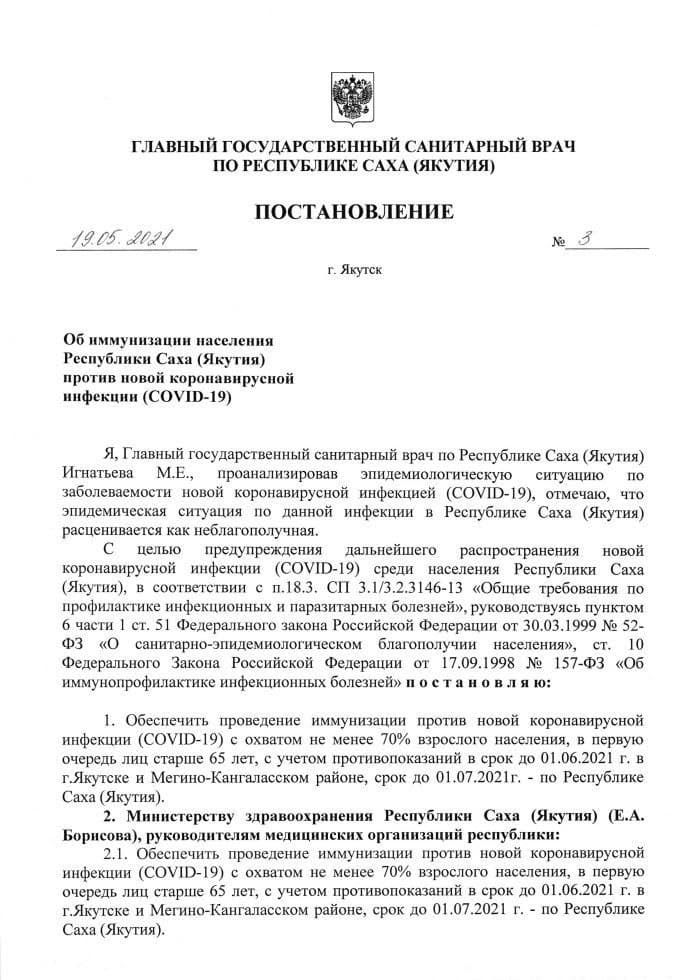 ГЛАВНЫЙ ГОСУДАРСТВЕННЫЙ САНИТАРНЫЙ ВРАЧ
ПО РЕСПУБЛИКЕ САХА (ЯКУТИЯ)
ПОСТАНОВЛЕНИЕ
19.05.2021 № 3
г. Якутск
Об иммунизации населения
Республики Саха (Якутия)
против новой коронавирусной
инфекции (COVID-19)
Я, Главный государственный санитарный врач по Республике Саха (Якутия)
Игнатьева М.Е., проанализировав эпидемиологическую ситуацию по
заболеваемости новой коронавирусной инфекцией (COVID-19), отмечаю, что
эпидемическая ситуация по данной инфекции в Республике Саха (Якутия)
расценивается как неблагополучная.
С целью предупреждения дальнейшего распространения новой
коронавирусной инфекции (COVID-19) среди населения Республики Саха
(Якутия), в соответствии с п.18.3. СП 3.1/3.2.3146-13 «Общие требования по
профилактике инфекционных и паразитарных болезней», руководствуясь пунктом
6 части 1 ст. 51 Федерального закона Российской Федерации от 30.03.1999 № 52-
ФЗ «О санитарно-эпидемиологическом благополучии населения», ст. 10
Федерального Закона Российской Федерации от 17.09.1998 № 157-ФЗ «Об
иммунопрофилактике инфекционных болезней» п о с т а н о в л я ю:
1. Обеспечить проведение иммунизации против новой коронавирусной
инфекции (COVID-19) с охватом не менее 70% взрослого населения, в первую
очередь лиц старше 65 лет, с учетом противопоказаний в срок до 01.06.2021 г. в
г.Якутске и Мегино-Кангаласском районе, срок до 01.07.2021г. - по Республике
Саха (Якутия).
2. Министерству здравоохранения Республики Саха (Якутия) (Е.А.
Борисова), руководителям медицинских организаций республики:
2.1. Обеспечить проведение иммунизации против новой коронавирусной
инфекции (COVID-19) с охватом не менее 70% взрослого населения, в первую
очередь лиц старше 65 лет, с учетом противопоказаний в срок до 01.06.2021 г. в
г.Якутске и Мегино-Кангаласском районе, срок до 01.07.2021 г. - по Республике
Саха (Якутия).